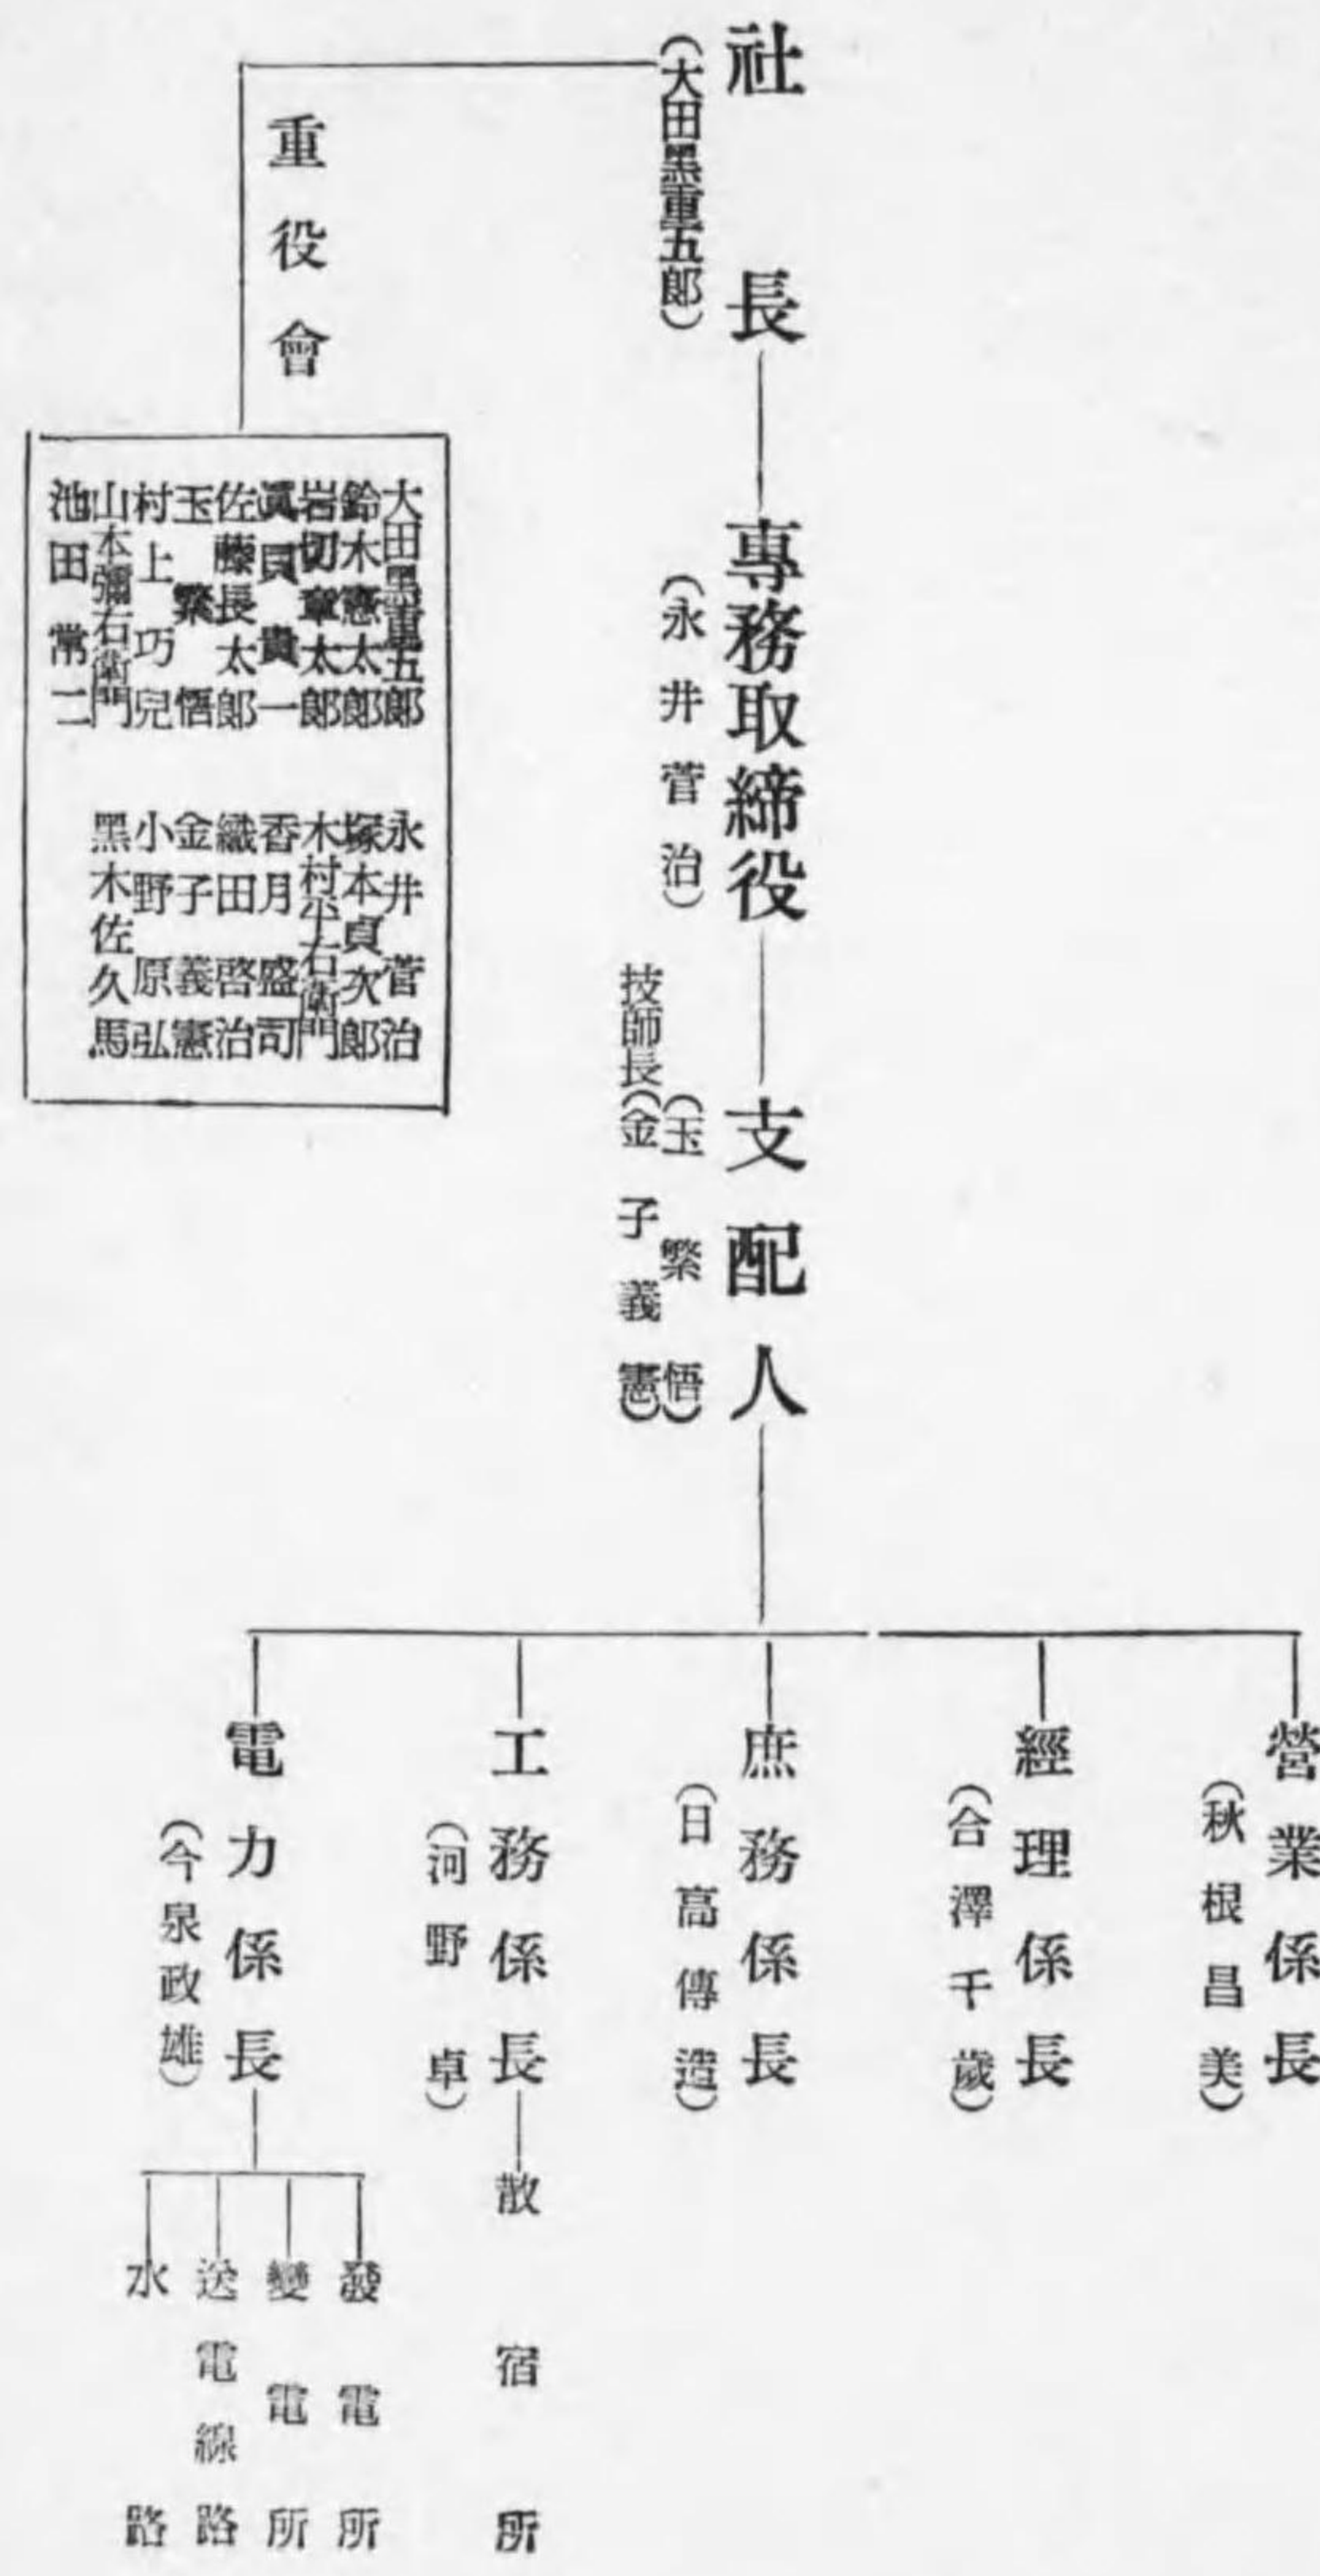 社長
（大田黑重五郎）
專務取締役
（永井菅治）
支配人
（玉繁悟）
技師長（金子義憲）
重役會
大田黑重五郎
永井菅治
鈴木憲太郎
塚本貞次郎
岩切章太郎
木村半右衞門
眞貝貴一
香月盛司
佐藤長太郎
織田啓治
玉繁悟
金子義憲
村上巧兒
小野原弘
山本彌右衞門
黑木佐久馬
池田常二
營業係長
（秋根昌美）
經理係長
（合澤千歲）
庶務係長
（日高傳造）
工務係長
（河野卓）
散宿所
電力係長
（今泉政雄）
發電所
變電所
送電線路
水路